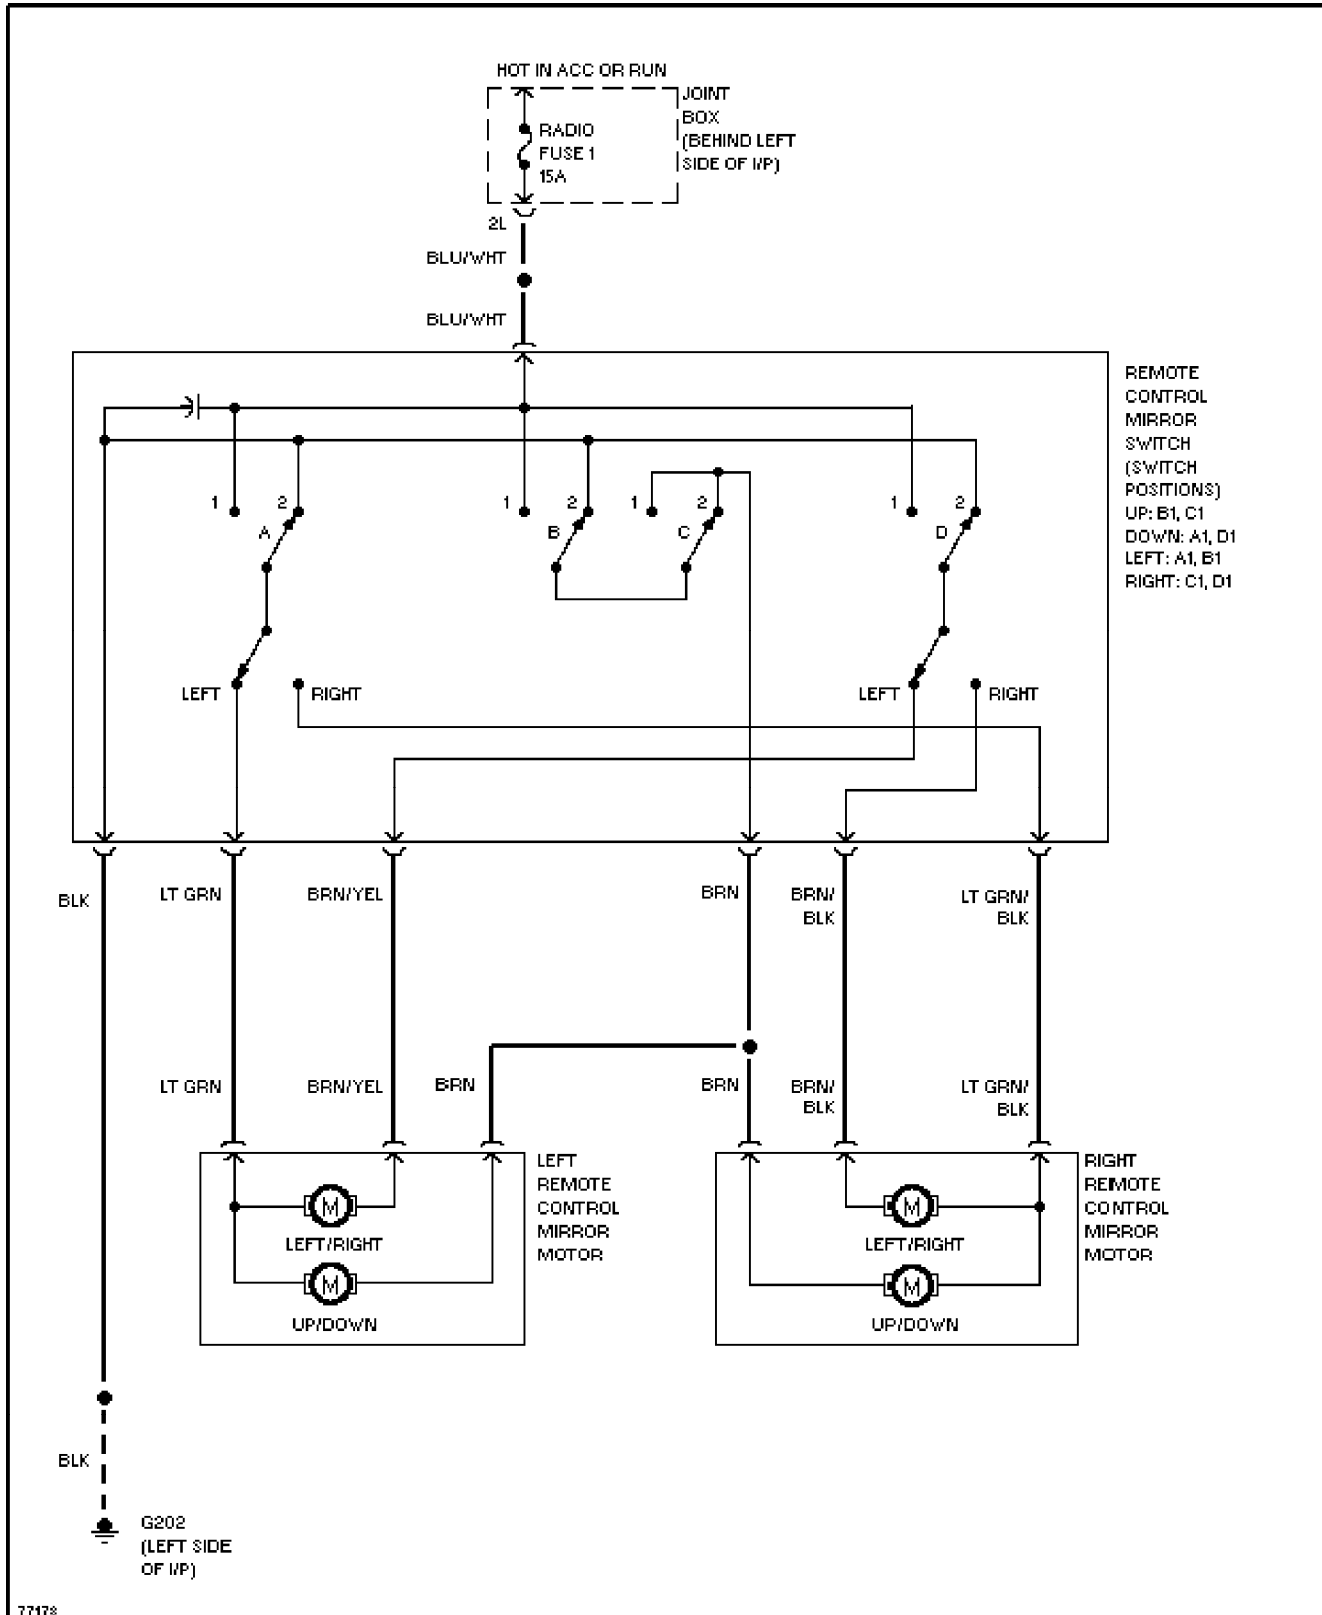 HOT IN ACC OR RUN
JOINT
BOX
(BEHIND LEFT
SIDE OF I/P)
RADIO
FUSE 1
15A
2L
BLU/WHT
BLU/WHT
REMOTE
CONTROL
MIRROR
SWITCH
(SWITCH
POSITIONS)
UP: B1, C1
DOWN: A1, D1
LEFT: A1, B1
RIGHT: C1, D1
1 2 1 2 1 2 1 2
A B C D
LEFT RIGHT LEFT RIGHT
BLK LT GRN BRN/YEL BRN BRN/
BLK LT GRN/
BLK
LT GRN BRN/YEL BRN BRN BRN/
BLK LT GRN/
BLK
M
LEFT/RIGHT
M
UP/DOWN
LEFT
REMOTE
CONTROL
MIRROR
MOTOR
M
LEFT/RIGHT
M
UP/DOWN
RIGHT
REMOTE
CONTROL
MIRROR
MOTOR
BLK
G202
(LEFT SIDE
OF I/P)